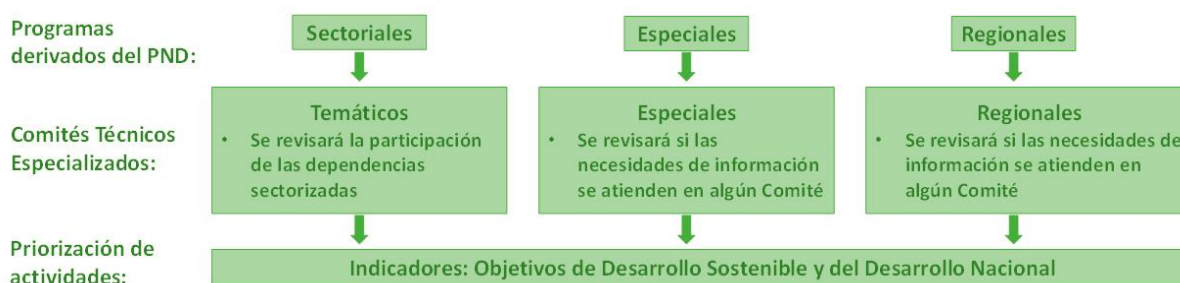 Programas
derivados del PND:
Sectoriales
Especiales
Regionales
Comités Técnicos
Especializados:
Temáticos
• Se revisará la participación
de las dependencias
sectorizadas
Especiales
• Se revisará si las
necesidades de información
se atienden en algún Comité
Regionales
• Se revisará si las necesidades de
información se atienden en
algún Comité
Priorización de
actividades:
Indicadores: Objetivos de Desarrollo Sostenible y del Desarrollo Nacional